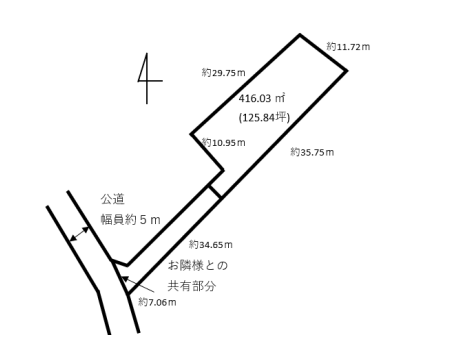 約11.72m
約29.75m
416.03 ㎡
(125.84坪)
約10.95m
約35.75m
公道
幅員約５ｍ
約34.65m
お隣様との
共有部分
約7.06m